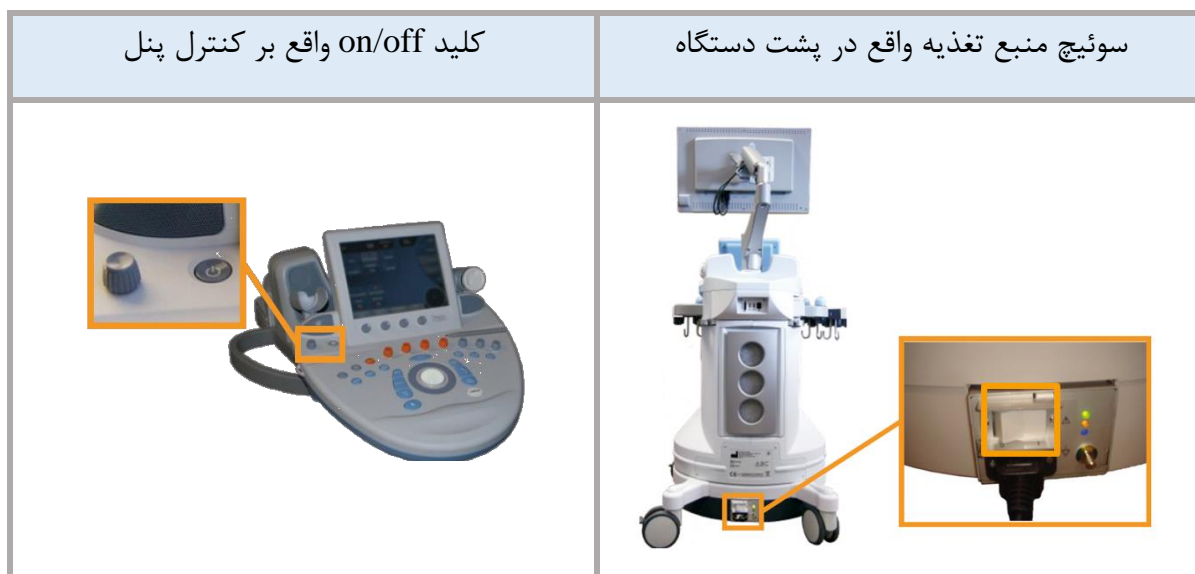 سوئیچ منبع تغذیه واقع در پشت دستگاه
کلید on/off واقع بر کنترل پنل